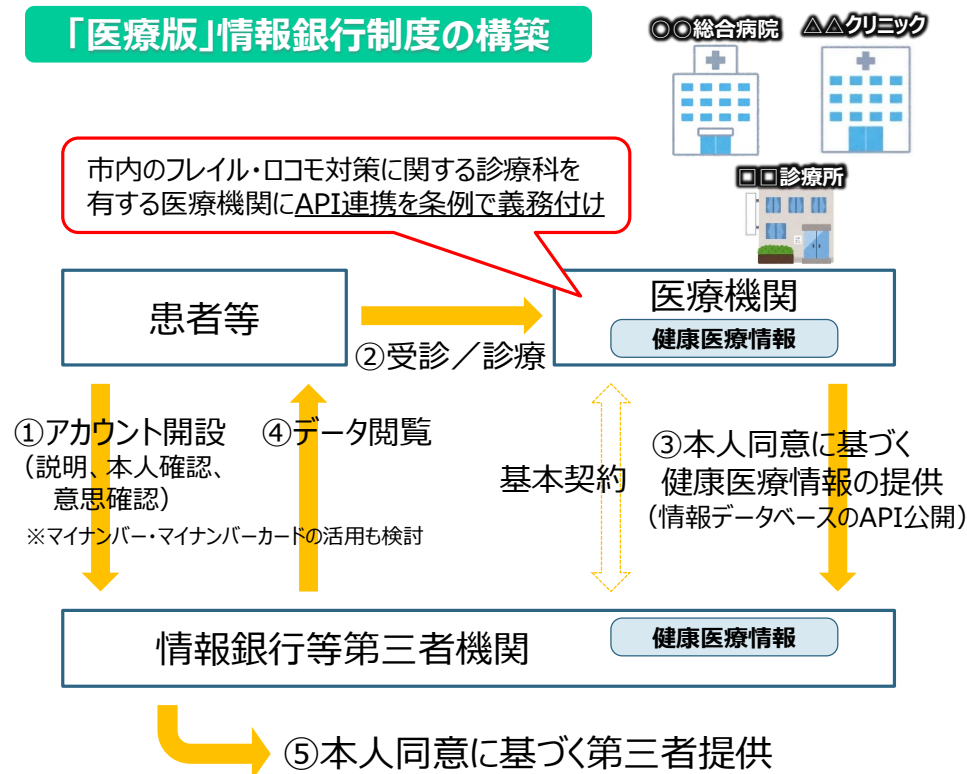 「医療版」情報銀行制度の構築
◎◎総合病院
△△クリニック
□□診療所
市内のフレイル・ロコモ対策に関する診療科を
有する医療機関にAPI連携を条例で義務付け
患者等
医療機関
健康医療情報
②受診／診療
①アカウント開設
（説明、本人確認、
意思確認）
※マイナンバー・マイナンバーカードの活用も検討
④データ閲覧
基本契約
③本人同意に基づく
健康医療情報の提供
（情報データベースのAPI公開）
情報銀行等第三者機関
健康医療情報
⑤本人同意に基づく第三者提供